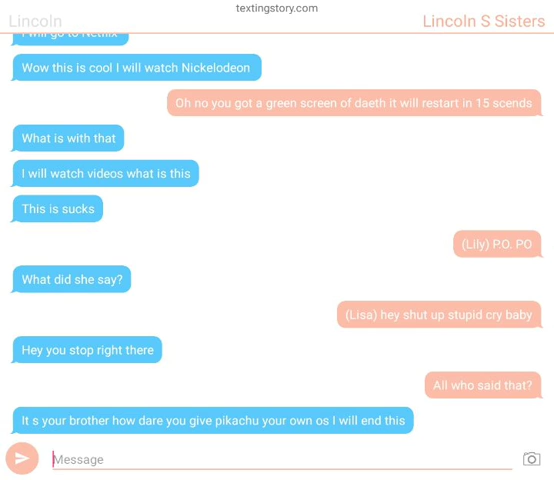 textingstory.com
Lincoln
Lincoln S Sisters
I will go to Netflix
Wow this is cool I will watch Nickelodeon
Oh no you got a green screen of daeth it will restart in 15 scends
What is with that
I will watch videos what is this
This is sucks
(Lily) P.O. PO
What did she say?
(Lisa) hey shut up stupid cry baby
Hey you stop right there
All who said that?
It s your brother how dare you give pikachu your own os I will end this
Message